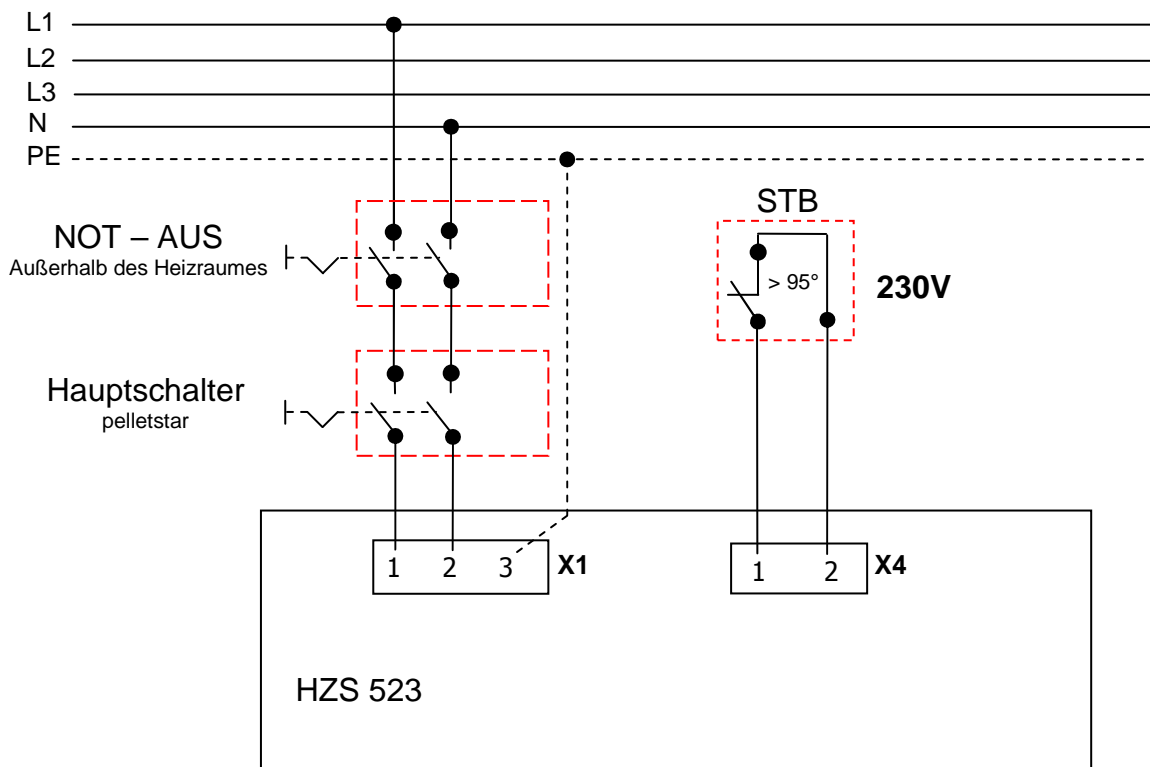 L1
L2
L3
N
PE
NOT – AUS
Außerhalb des Heizraumes
STB
> 95°
230V
Hauptschalter
pelletstar
1 2 3 X1
1 2 X4
HZS 523